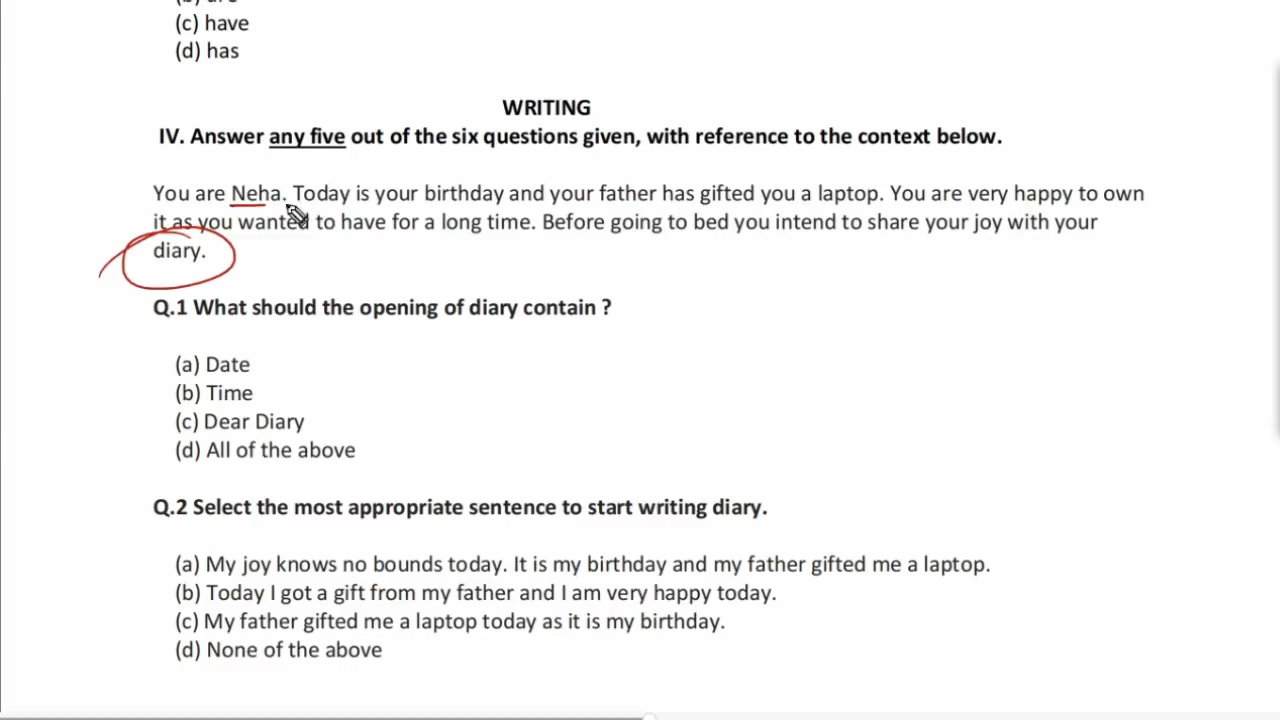 (c) have
(d) has
WRITING
IV. Answer any five out of the six questions given, with reference to the context below.
You are Neha. Today is your birthday and your father has gifted you a laptop. You are very happy to own
it as you wanted to have for a long time. Before going to bed you intend to share your joy with your
diary.
Q.1 What should the opening of diary contain ?
(a) Date
(b) Time
(c) Dear Diary
(d) All of the above
Q.2 Select the most appropriate sentence to start writing diary.
(a) My joy knows no bounds today. It is my birthday and my father gifted me a laptop.
(b) Today I got a gift from my father and I am very happy today.
(c) My father gifted me a laptop today as it is my birthday.
(d) None of the above